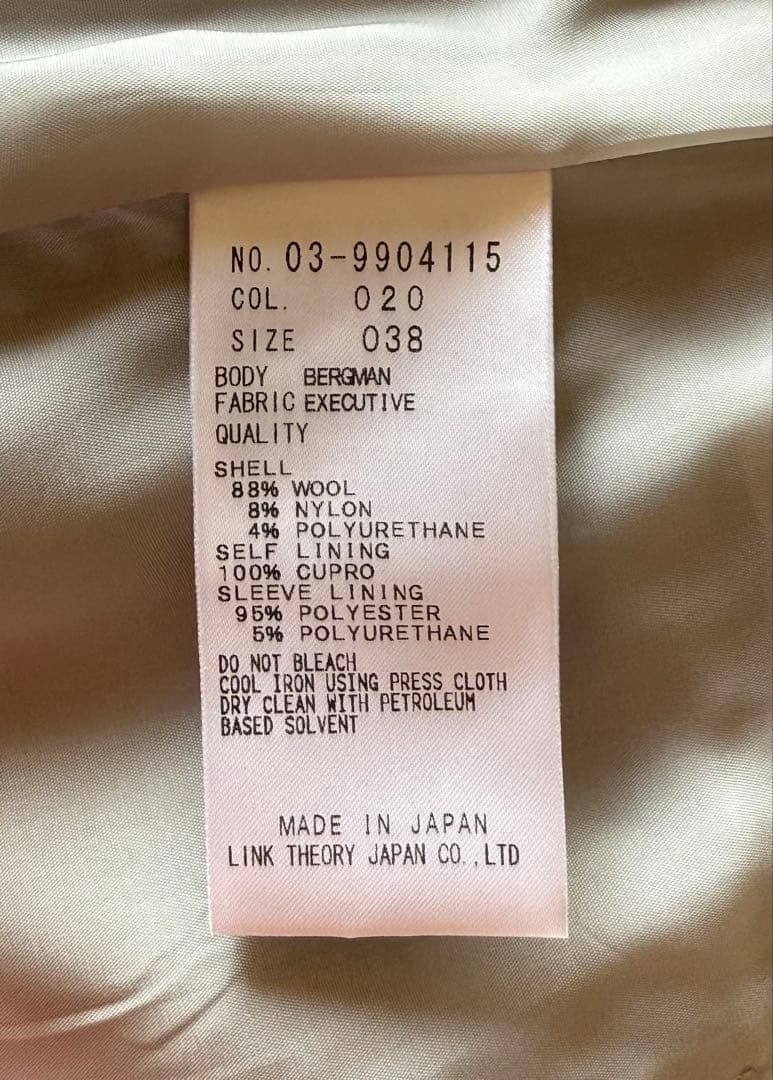 NO. 03-9904115
COL. 020
SIZE 038
BODY BERGMAN
FABRIC EXECUTIVE
QUALITY
SHELL
88% WOOL
8% NYLON
4% POLYURETHANE
SELF LINING
100% CUPRO
SLEEVE LINING
95% POLYESTER
5% POLYURETHANE
DO NOT BLEACH
COOL IRON USING PRESS CLOTH
DRY CLEAN WITH PETROLEUM
BASED SOLVENT
MADE IN JAPAN
LINK THEORY JAPAN CO.,LTD